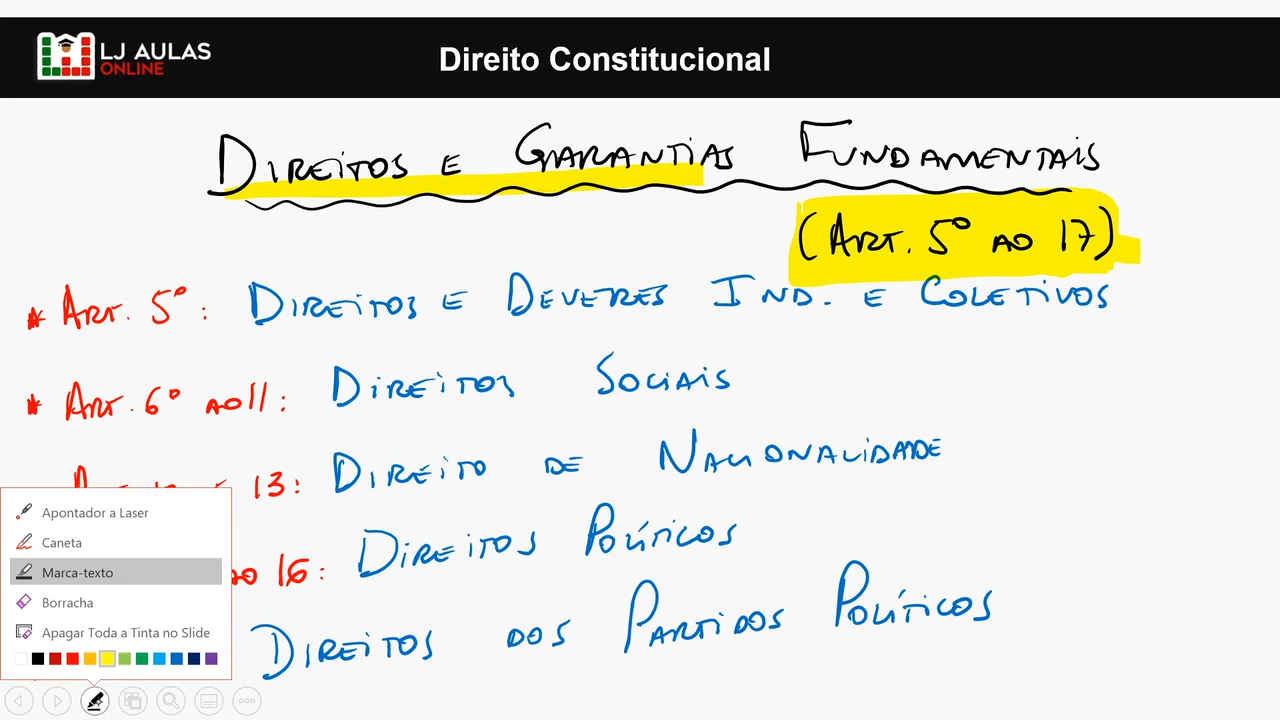 LJ AULAS
ONLINE
Direito Constitucional
DIREITOS E GARANTIAS FUNDAMENTAIS
(ART. 5º AO 17)
* ART. 5º: DIREITOS E DEVERES IND. E COLETIVOS
* ART. 6º AO 11: DIREITOS SOCIAIS
13: DIREITO DE NACIONALIDADE
AO 16: DIREITOS POLÍTICOS
DIREITOS DOS PARTIDOS POLÍTICOS
Apontador a Laser
Caneta
Marca-texto
Borracha
Apagar Toda a Tinta no Slide